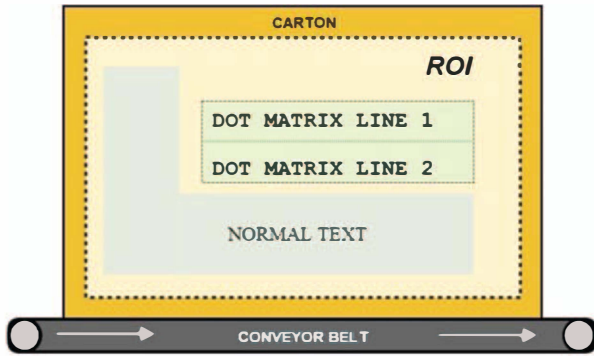 CARTON
ROI
DOT MATRIX LINE 1
DOT MATRIX LINE 2
NORMAL TEXT
CONVEYOR BELT